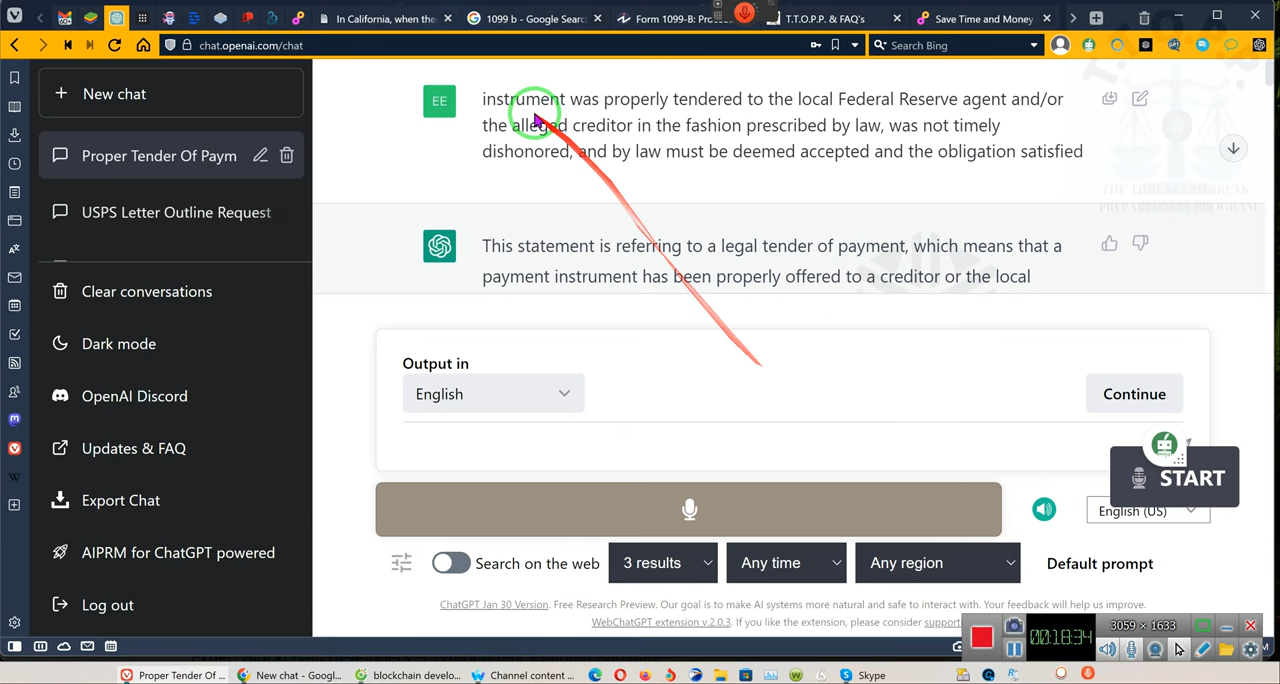 In California, when the
1099 b - Google Sear
Form 1099-B: Pro
T.T.O.P.P. & FAQ's
Save Time and Money
chat.openai.com/chat
Search Bing
New chat
EE
instrument was properly tendered to the local Federal Reserve agent and/or
the alleged creditor in the fashion prescribed by law, was not timely
dishonored, and by law must be deemed accepted and the obligation satisfied
Proper Tender Of Paym
THE THREAT OUTBREAK
PREPAREDNESS PROGRAM
USPS Letter Outline Request
This statement is referring to a legal tender of payment, which means that a
payment instrument has been properly offered to a creditor or the local
Clear conversations
Dark mode
Output in
English
Continue
OpenAI Discord
Updates & FAQ
START
Export Chat
English (US)
AIPRM for ChatGPT powered
Search on the web
3 results
Any time
Any region
Default prompt
Log out
ChatGPT Jan 30 Version. Free Research Preview. Our goal is to make AI systems more natural and safe to interact with. Your feedback will help us improve.
WebChatGPT extension v.2.0.3. If you like the extension, please consider
3059 × 1633
00:18:34
Proper Tender Of ...
New chat - Googl...
blockchain develo...
Channel content ...
Skype